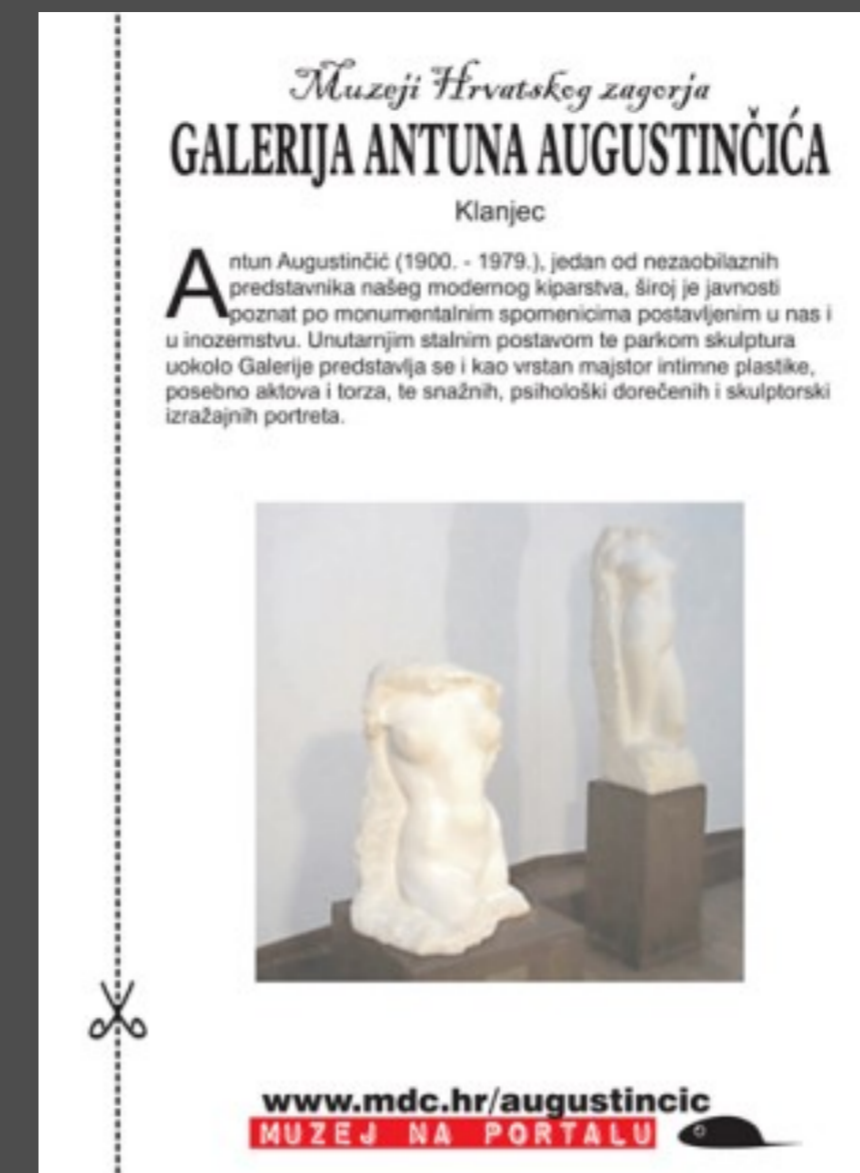 Muzeji Hrvatskog zagorja
GALERIJA ANTUNA AUGUSTINČIĆA
Klanjec
Antun Augustinčić (1900. - 1979.), jedan od nezaobilaznih
predstavnika našeg modernog kiparstva, široj je javnosti
poznat po monumentalnim spomenicima postavljenim u nas i
u inozemstvu. Unutarnjim stalnim postavom te parkom skulptura
uokolo Galerije predstavlja se i kao vrstan majstor intimne plastike,
posebno aktova i torza, te snažnih, psihološki dorečenih i skulptorski
izražajnih portreta.
www.mdc.hr/augustincic
MUZEJ NA PORTALU